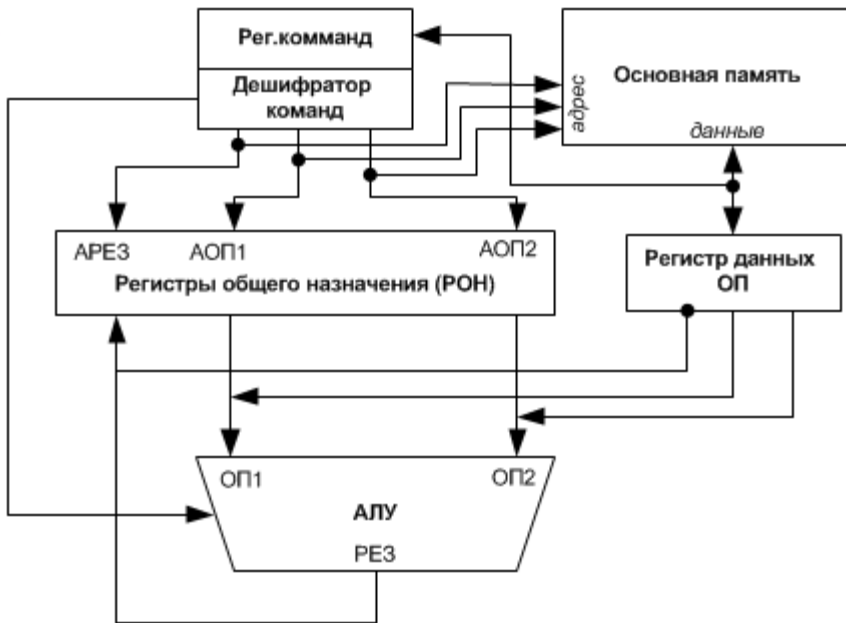 Рег.комманд
Дешифратор
команд
Основная память
адрес
данные
АРЕЗ
АОП1
АОП2
Регистры общего назначения (РОН)
Регистр данных
ОП
ОП1
ОП2
АЛУ
РЕЗ